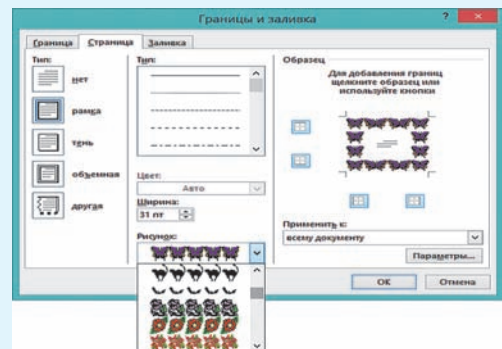 Границы и заливка
?
Граница Страница Заливка
Тип:
нет
рамка
тень
объемная
другая
Тип:
Цвет:
Авто
Ширина:
31 пт
Рисунок:
Образец
Для добавления границ
щелкните образец или
используйте кнопки
Применить к:
всему документу
Параметры...
ОК Отмена